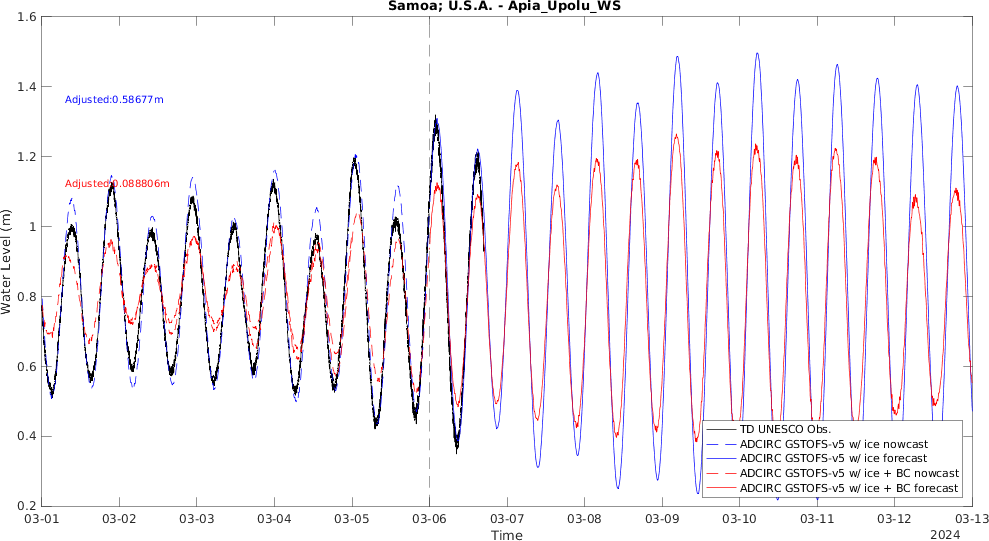 Samoa; U.S.A. - Apia_Upolu_WS
1.6
1.4
1.2
1
0.8
0.6
0.4
0.2
Water Level (m)
Adjusted:0.58677m
Adjusted:0.088806m
TD UNESCO Obs.
ADCIRC GSTOFS-v5 w/ ice nowcast
ADCIRC GSTOFS-v5 w/ ice forecast
ADCIRC GSTOFS-v5 w/ ice + BC nowcast
ADCIRC GSTOFS-v5 w/ ice + BC forecast
03-01 03-02 03-03 03-04 03-05 03-06 03-07 03-08 03-09 03-10 03-11 03-12 03-13
Time
2024